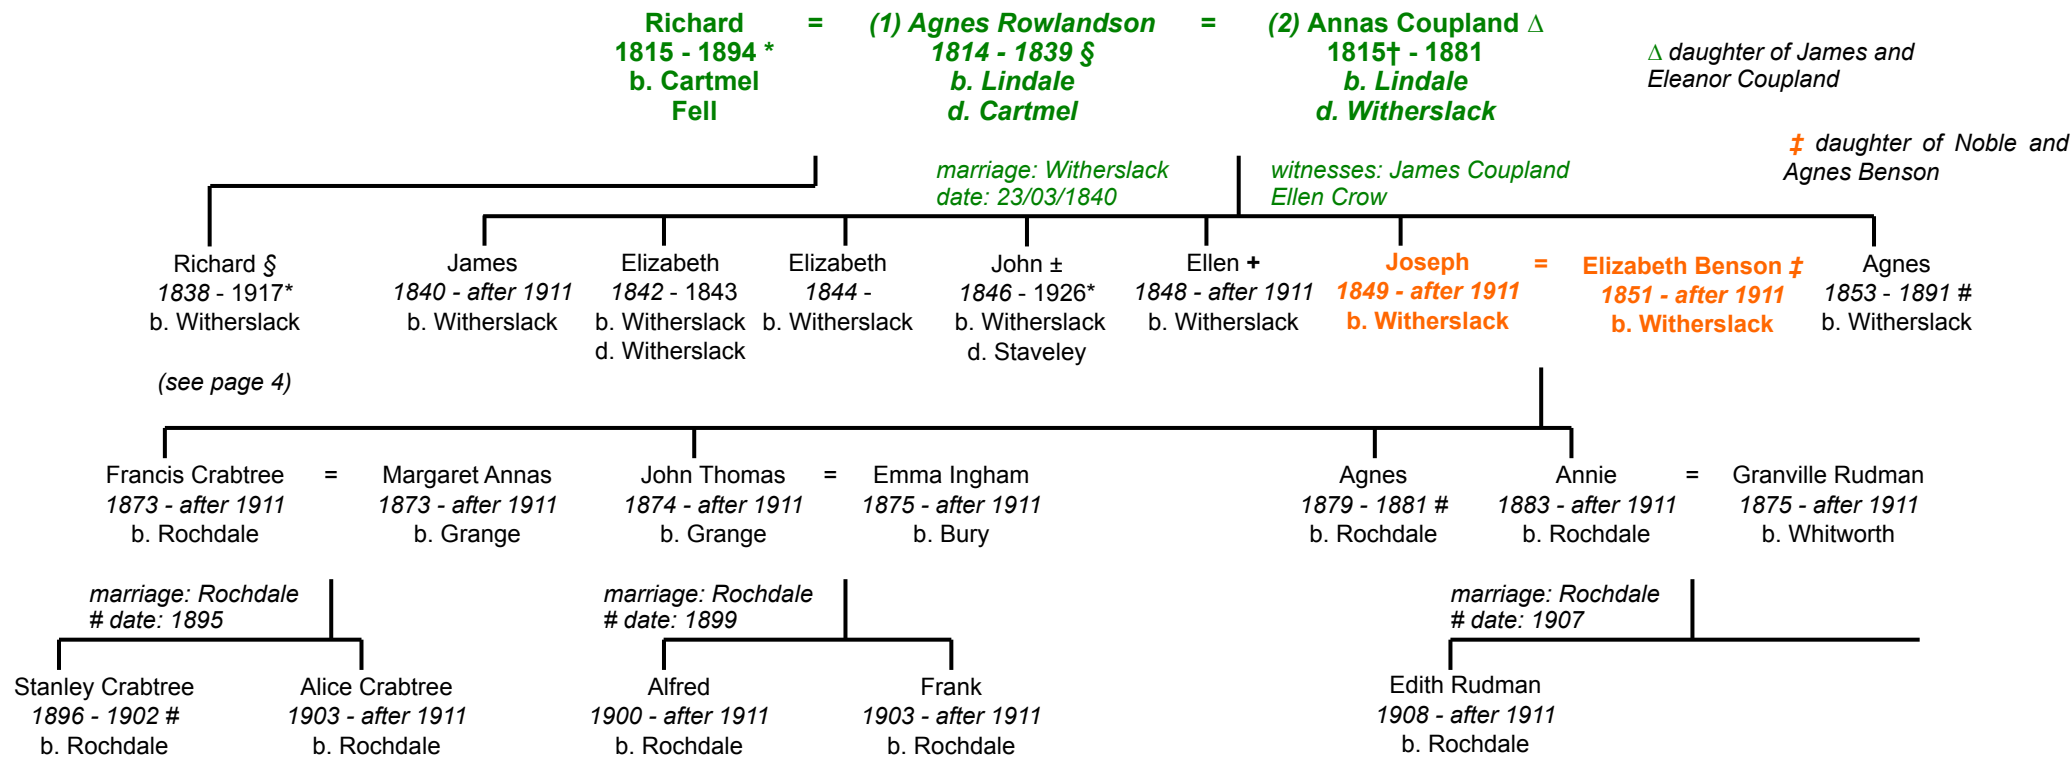 Richard = (1) Agnes Rowlandson = (2) Annas Coupland Δ
1815 - 1894 * 1814 - 1839 § 1815† - 1881
b. Cartmel b. Lindale b. Lindale
Fell d. Cartmel d. Witherslack
Δ daughter of James and
Eleanor Coupland
‡ daughter of Noble and
Agnes Benson
marriage: Witherslack
date: 23/03/1840
witnesses: James Coupland
Ellen Crow
Richard § James Elizabeth Elizabeth John ± Ellen + Joseph = Elizabeth Benson ‡ Agnes
1838 - 1917* 1840 - after 1911 1842 - 1843 1844 - 1846 - 1926* 1848 - after 1911 1849 - after 1911 1851 - after 1911 1853 - 1891 #
b. Witherslack b. Witherslack b. Witherslack b. Witherslack b. Witherslack b. Witherslack b. Witherslack b. Witherslack b. Witherslack
d. Witherslack d. Staveley
(see page 4)
Francis Crabtree = Margaret Annas John Thomas = Emma Ingham Agnes Annie = Granville Rudman
1873 - after 1911 1873 - after 1911 1874 - after 1911 1875 - after 1911 1879 - 1881 # 1883 - after 1911 1875 - after 1911
b. Rochdale b. Grange b. Grange b. Bury b. Rochdale b. Rochdale b. Whitworth
marriage: Rochdale marriage: Rochdale marriage: Rochdale
# date: 1895 # date: 1899 # date: 1907
Stanley Crabtree Alice Crabtree Alfred Frank Edith Rudman
1896 - 1902 # 1903 - after 1911 1900 - after 1911 1903 - after 1911 1908 - after 1911
b. Rochdale b. Rochdale b. Rochdale b. Rochdale b. Rochdale